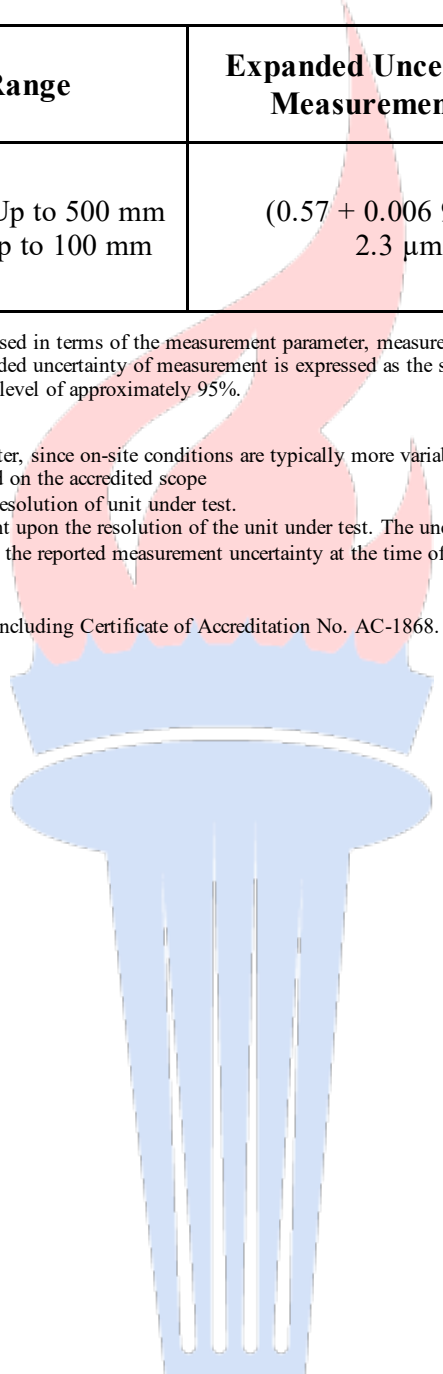 Range
Expanded Unce
Measuremen
Up to 500 mm
(0.57 + 0.006
p to 100 mm
2.3 µm
sed in terms of the measurement parameter, measure
ded uncertainty of measurement is expressed as the s
level of approximately 95%.
ter, since on-site conditions are typically more variab
d on the accredited scope
esolution of unit under test.
nt upon the resolution of the unit under test. The unc
the reported measurement uncertainty at the time of
ncluding Certificate of Accreditation No. AC-1868.